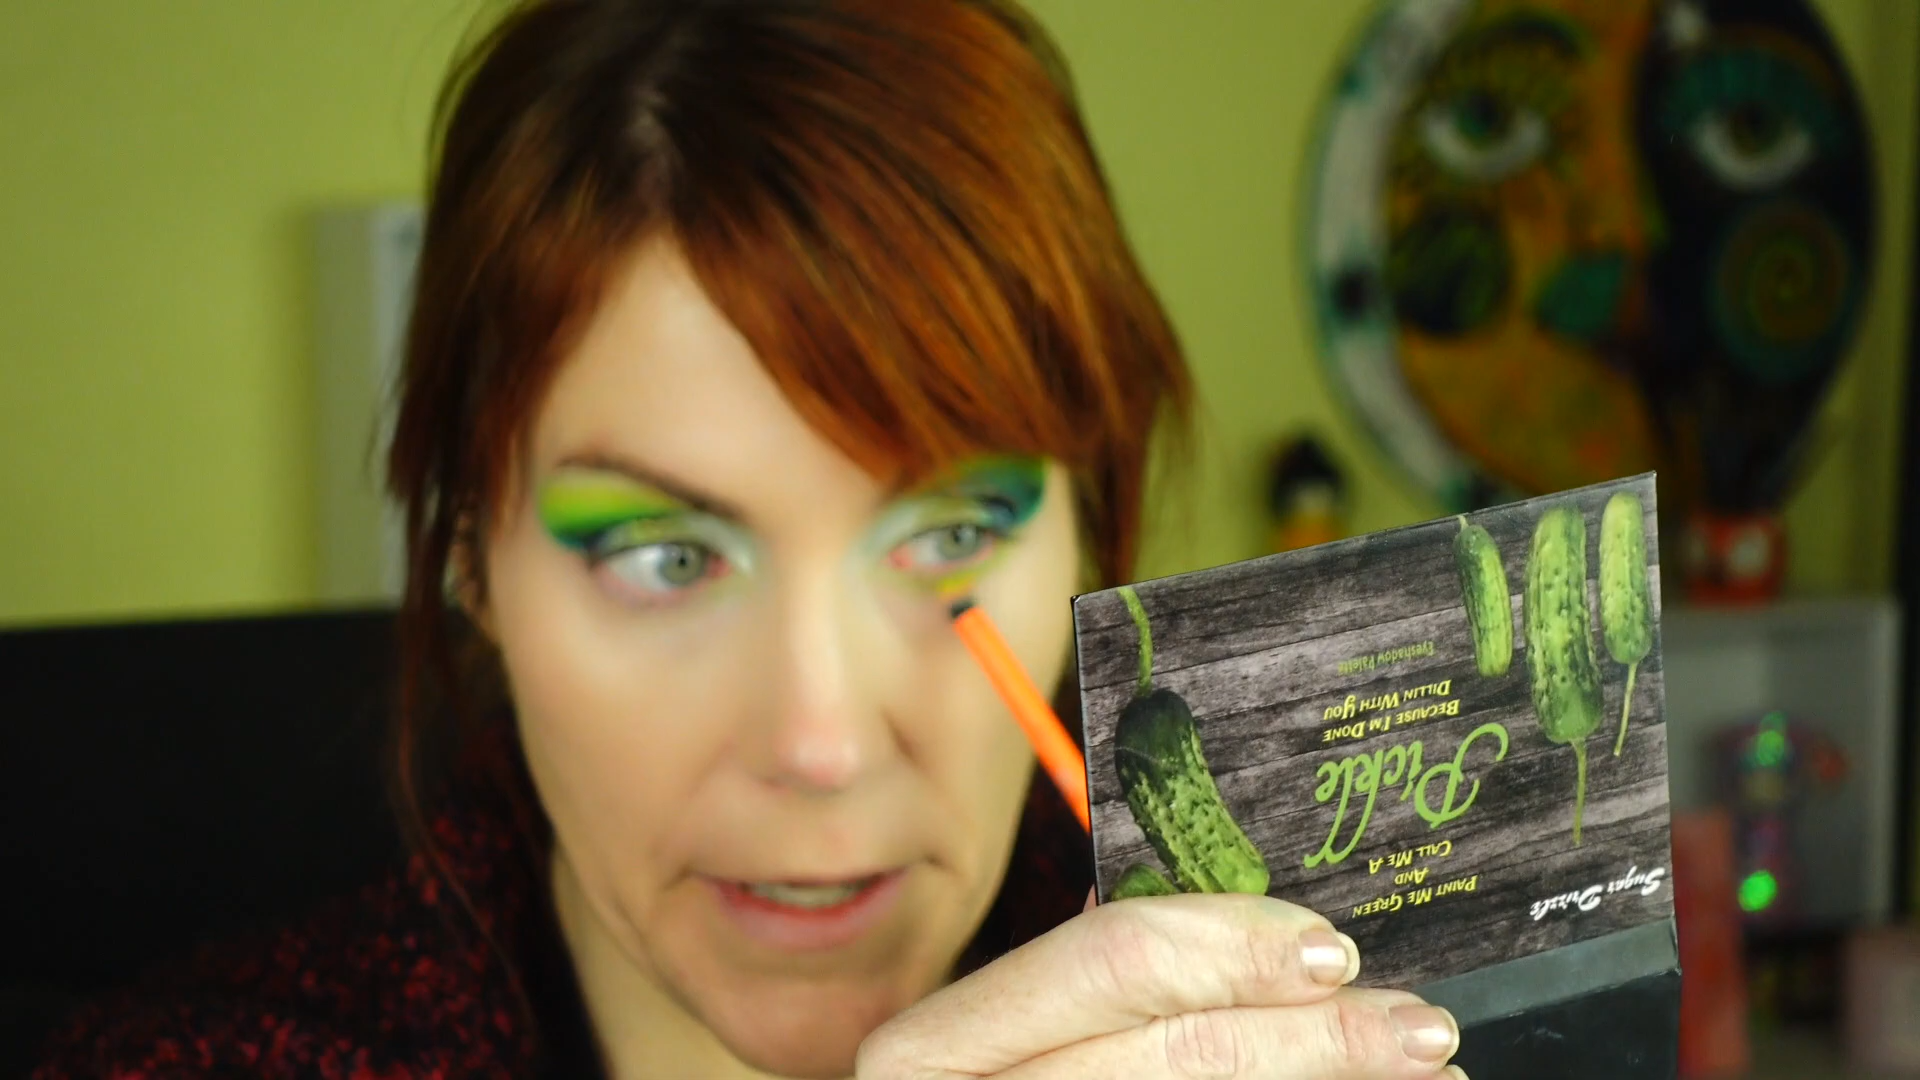 Sugar Drizzle
Paint Me Green
And
Call Me A
Pickle
Because I'm Done
Dillin With You
Eyeshadow Palette